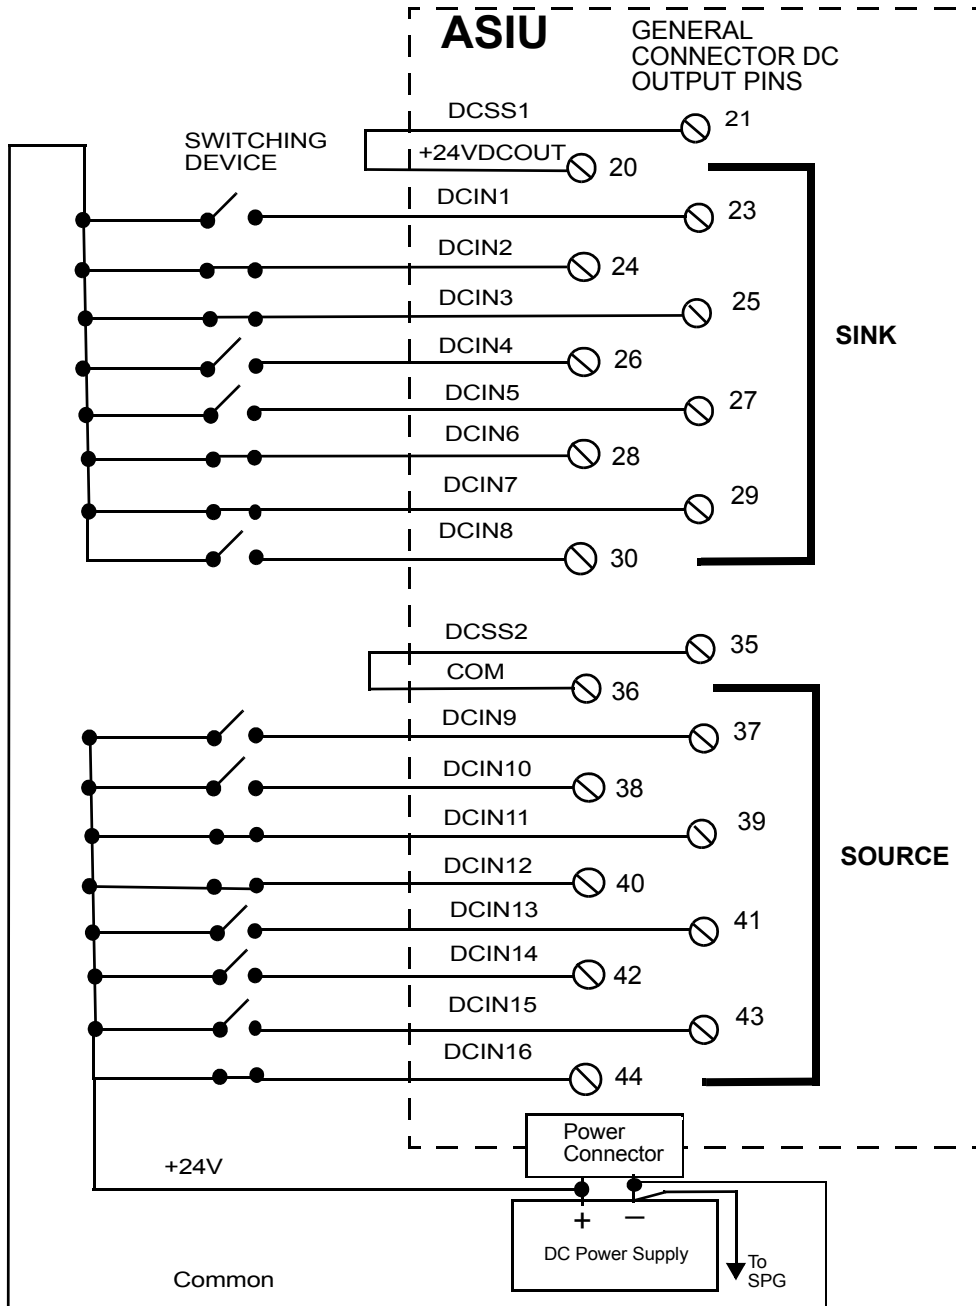 ASIU
GENERAL
CONNECTOR DC
OUTPUT PINS
SWITCHING
DEVICE
DCSS1
21
+24VDCOUT
20
DCIN1
23
DCIN2
24
DCIN3
25
SINK
DCIN4
26
DCIN5
27
DCIN6
28
DCIN7
29
DCIN8
30
DCSS2
35
COM
36
DCIN9
37
DCIN10
38
DCIN11
39
SOURCE
DCIN12
40
DCIN13
41
DCIN14
42
DCIN15
43
DCIN16
44
Power
Connector
+24V
+ −
DC Power Supply
To
SPG
Common